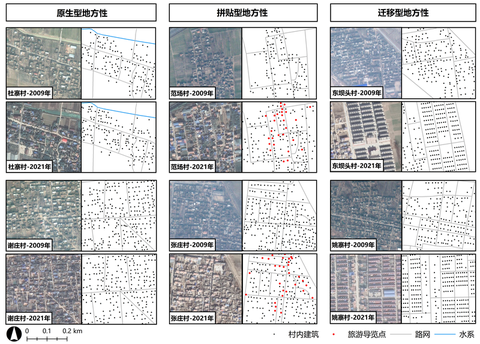 原生型地方性
拼贴型地方性
迁移型地方性
杜寨村-2009年
范场村-2009年
东坝头村-2009年
杜寨村-2021年
范场村-2021年
东坝头村-2021年
谢庄村-2009年
张庄村-2009年
姚寨村-2009年
谢庄村-2021年
张庄村-2021年
姚寨村-2021年
N
0 0.1 0.2 km
村内建筑
旅游导览点
路网
水系